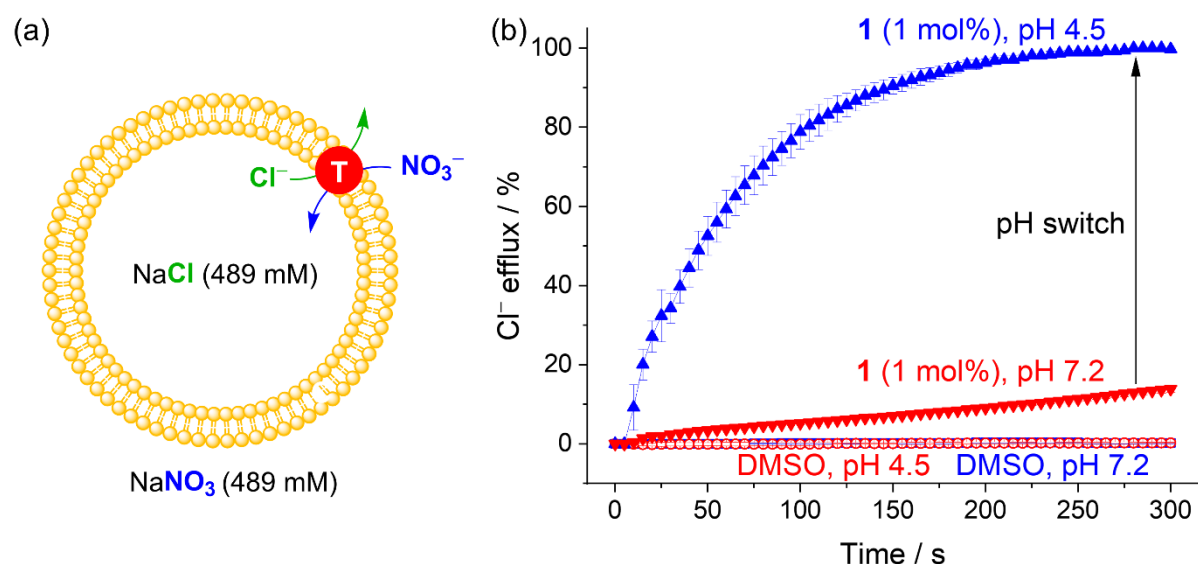 (a)
Cl⁻
T
NO₃⁻
NaCl (489 mM)
NaNO₃ (489 mM)
(b)
1 (1 mol%), pH 4.5
pH switch
1 (1 mol%), pH 7.2
DMSO, pH 4.5 DMSO, pH 7.2
Cl⁻ efflux / %
100
80
60
40
20
0
0 50 100 150 200 250 300
Time / s